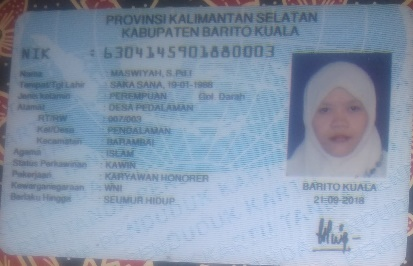 PROVINSI KALIMANTAN SELATAN
KABUPATEN BARITO KUALA
NIK : 6304145901880003
Nama : MASWIYAH, S.Pd.I
Tempat/Tgl Lahir : SAKA SANA, 19-01-1988
Jenis kelamin : PEREMPUAN Gol. Darah
Alamat : DESA PEDALAMAN
RT/RW : 007/003
Kel/Desa : PENDALAMAN
Kecamatan : BARAMBAI
Agama : ISLAM
Status Perkawinan : KAWIN
Pekerjaan : KARYAWAN HONORER
Kewarganegaraan : WNI
Berlaku Hingga : SEUMUR HIDUP
BARITO KUALA
21-09-2018